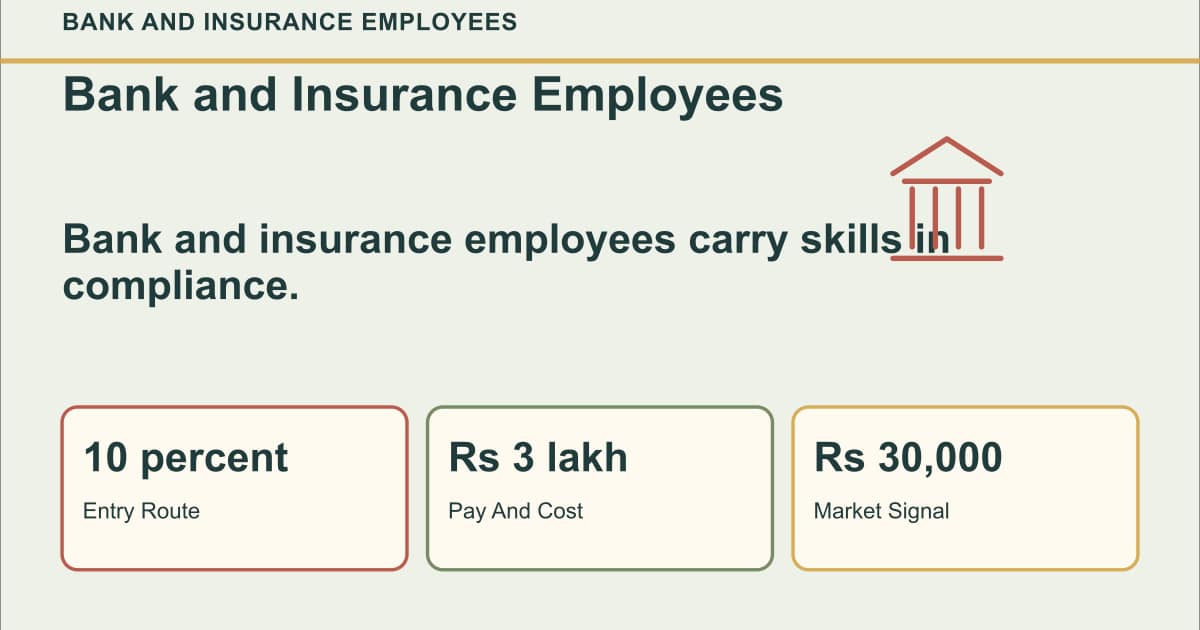 BANK AND INSURANCE EMPLOYEES
Bank and Insurance Employees
Bank and insurance employees carry skills in
compliance.
10 percent
Entry Route
Rs 3 lakh
Pay And Cost
Rs 30,000
Market Signal